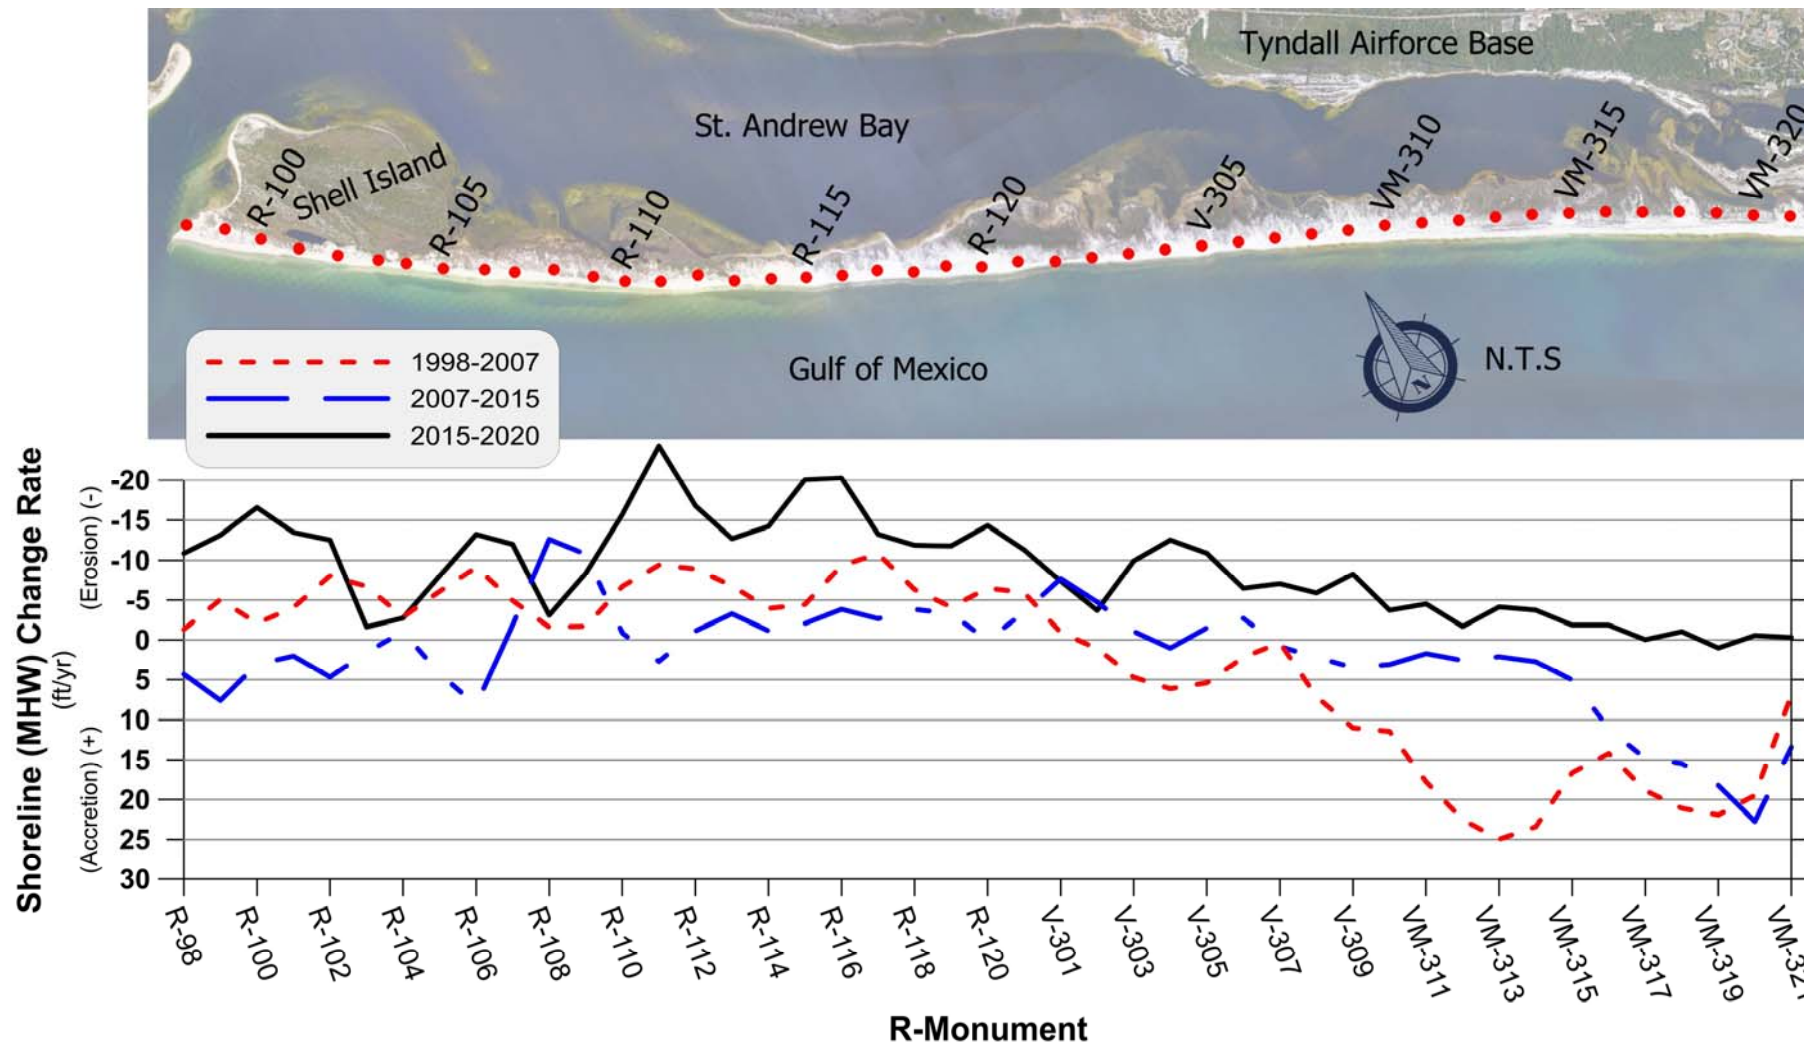 Tyndall Airforce Base
St. Andrew Bay
Shell Island
R-100
R-105
R-110
R-115
R-120
V-305
VM-310
VM-315
VM-320
Gulf of Mexico
N
N.T.S
1998-2007
2007-2015
2015-2020
Shoreline (MHW) Change Rate
(ft/yr)
(Erosion) (-)
(Accretion) (+)
-20
-15
-10
-5
0
5
10
15
20
25
30
R-98
R-100
R-102
R-104
R-106
R-108
R-110
R-112
R-114
R-116
R-118
R-120
V-301
V-303
V-305
V-307
V-309
VM-311
VM-313
VM-315
VM-317
VM-319
VM-321
R-Monument